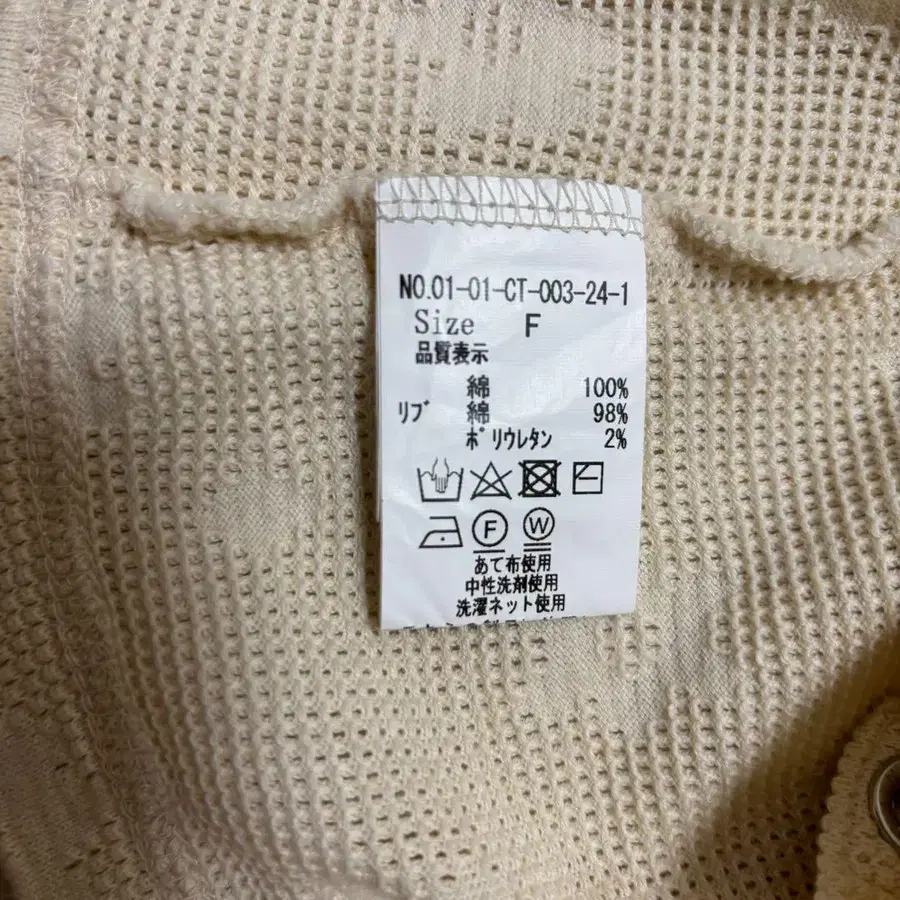 NO.01-01-CT-003-24-1
Size F
品質表示
綿 100%
リブ 綿 98%
ポリウレタン 2%
F W
あて布使用
中性洗剤使用
洗濯ネット使用